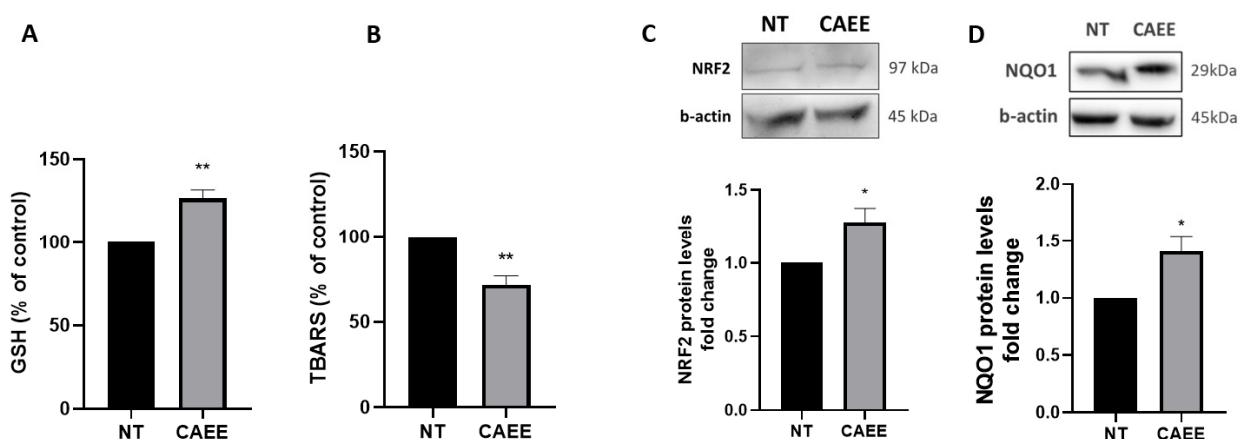 A
GSH (% of control)
150
100
50
0
**
NT
CAEE
B
TBARS (% of control)
150
100
50
0
**
NT
CAEE
C
NT CAEE
NRF2
97 kDa
b-actin
45 kDa
NRF2 protein levels
fold change
1.5
1.0
0.5
0.0
*
NT
CAEE
D
NT CAEE
NQO1
29kDa
b-actin
45kDa
NQO1 protein levels
fold change
2.0
1.5
1.0
0.5
0.0
*
NT
CAEE